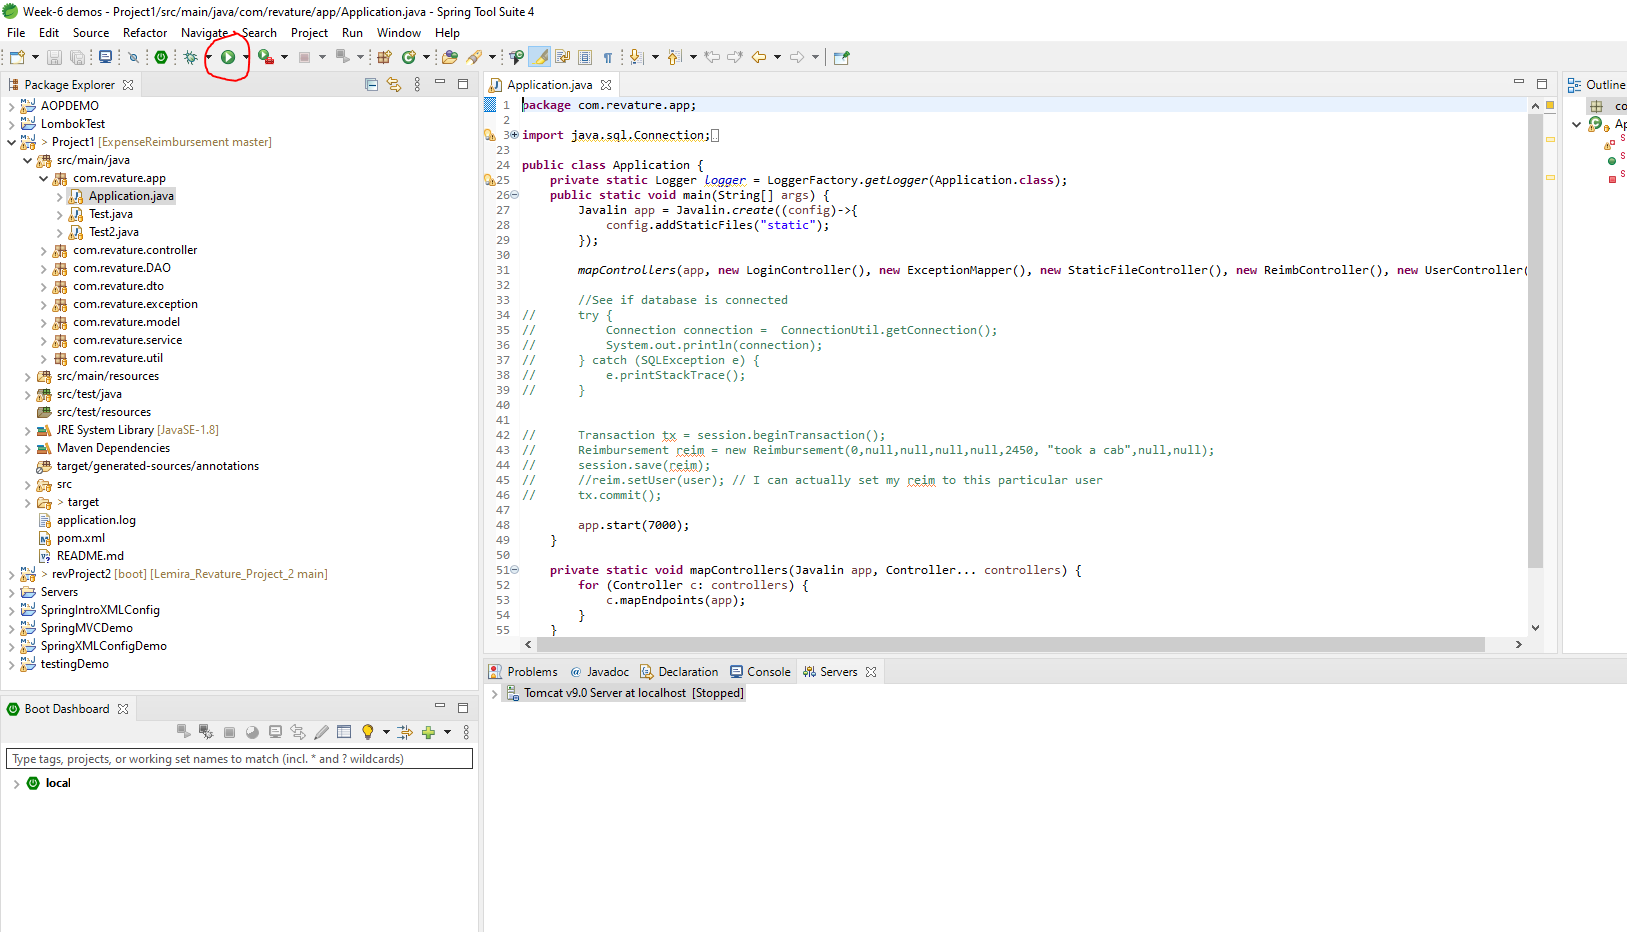 Week-6 demos - Project1/src/main/java/com/revature/app/Application.java - Spring Tool Suite 4
File Edit Source Refactor Navigate Search Project Run Window Help
Package Explorer
AOPDEMO
LombokTest
> Project1 [ExpenseReimbursement master]
src/main/java
com.revature.app
Application.java
Test.java
Test2.java
com.revature.controller
com.revature.DAO
com.revature.dto
com.revature.exception
com.revature.model
com.revature.service
com.revature.util
src/main/resources
src/test/java
src/test/resources
JRE System Library [JavaSE-1.8]
Maven Dependencies
target/generated-sources/annotations
src
> target
application.log
pom.xml
README.md
> revProject2 [boot] [Lemira_Revature_Project_2 main]
Servers
SpringIntroXMLConfig
SpringMVCDemo
SpringXMLConfigDemo
testingDemo
Boot Dashboard
Type tags, projects, or working set names to match (incl. * and ? wildcards)
local
Application.java
1 package com.revature.app;
2
3 import java.sql.Connection;
23
24 public class Application {
25 private static Logger logger = LoggerFactory.getLogger(Application.class);
26 public static void main(String[] args) {
27 Javalin app = Javalin.create((config)->{
28 config.addStaticFiles("static");
29 });
30
31 mapControllers(app, new LoginController(), new ExceptionMapper(), new StaticFileController(), new ReimbController(), new UserController(
32
33 //See if database is connected
34 // try {
35 // Connection connection = ConnectionUtil.getConnection();
36 // System.out.println(connection);
37 // } catch (SQLException e) {
38 // e.printStackTrace();
39 // }
40
41
42 // Transaction tx = session.beginTransaction();
43 // Reimbursement reim = new Reimbursement(0,null,null,null,null,2450, "took a cab",null,null);
44 // session.save(reim);
45 // //reim.setUser(user); // I can actually set my reim to this particular user
46 // tx.commit();
47
48 app.start(7000);
49 }
50
51 private static void mapControllers(Javalin app, Controller... controllers) {
52 for (Controller c: controllers) {
53 c.mapEndpoints(app);
54 }
55 }
Problems @ Javadoc Declaration Console Servers
Tomcat v9.0 Server at localhost [Stopped]
Outline
co
Ap
S
S
S